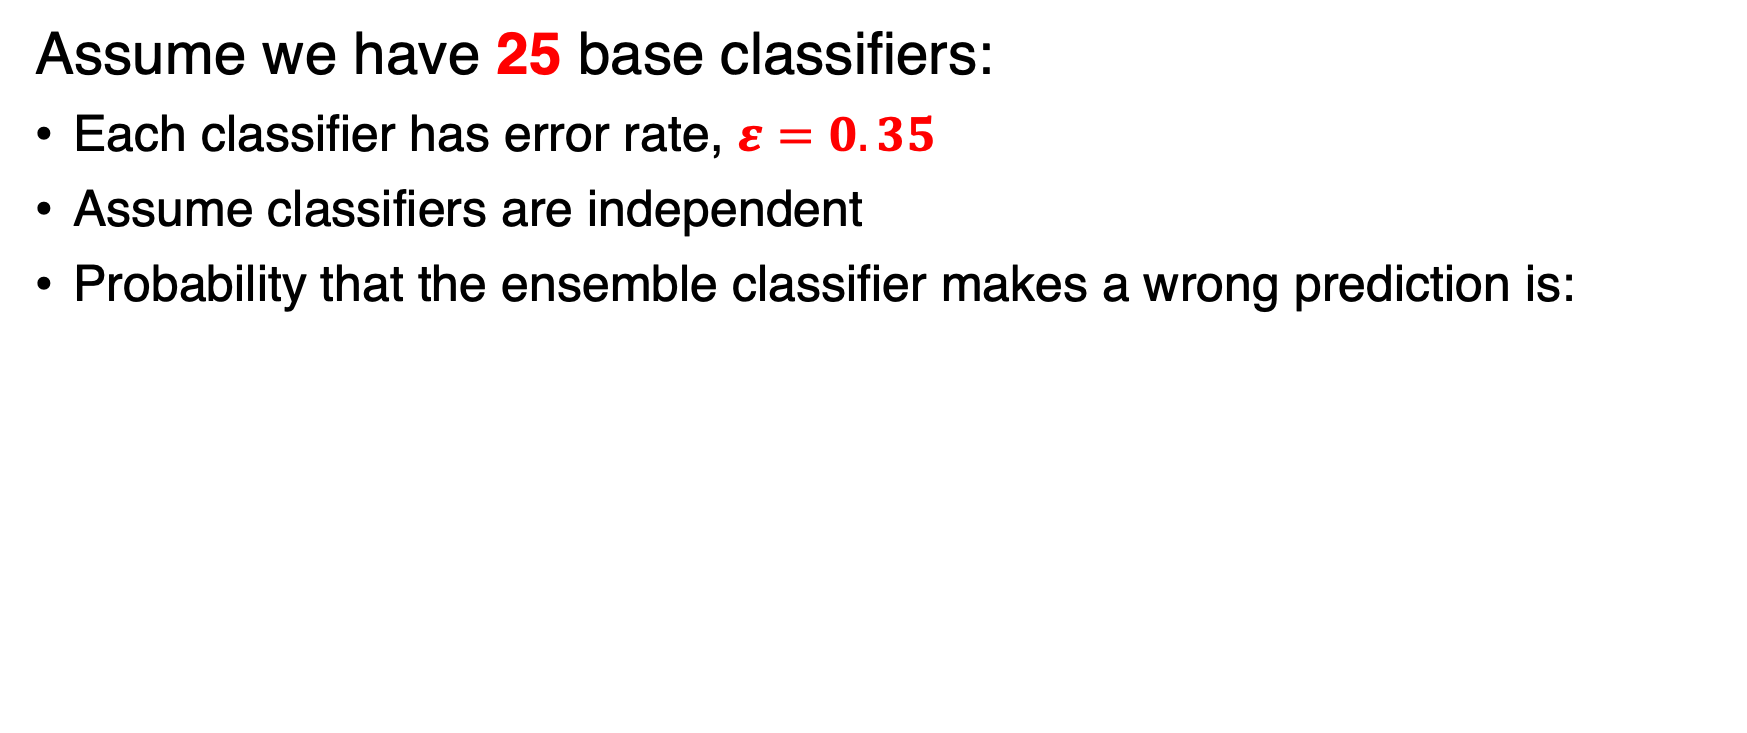 Assume we have 25 base classifiers:
• Each classifier has error rate, ε = 0.35
• Assume classifiers are independent
• Probability that the ensemble classifier makes a wrong prediction is: